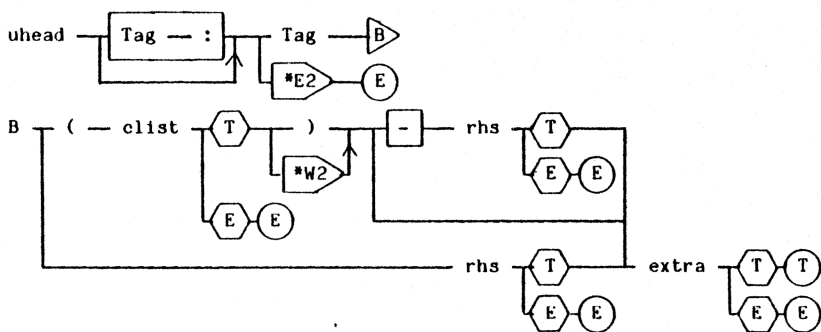 uhead Tag : Tag B
*E2 E
B ( clist T ) - rhs T
*W2 E E
E E
rhs T extra T T
E E E E